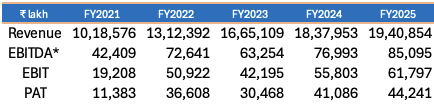 ₹ lakh FY2021 FY2022 FY2023 FY2024 FY2025
Revenue 10,18,576 13,12,392 16,65,109 18,37,953 19,40,854
EBITDA* 42,409 72,641 63,254 76,993 85,095
EBIT 19,208 50,922 42,195 55,803 61,797
PAT 11,383 36,608 30,468 41,086 44,241